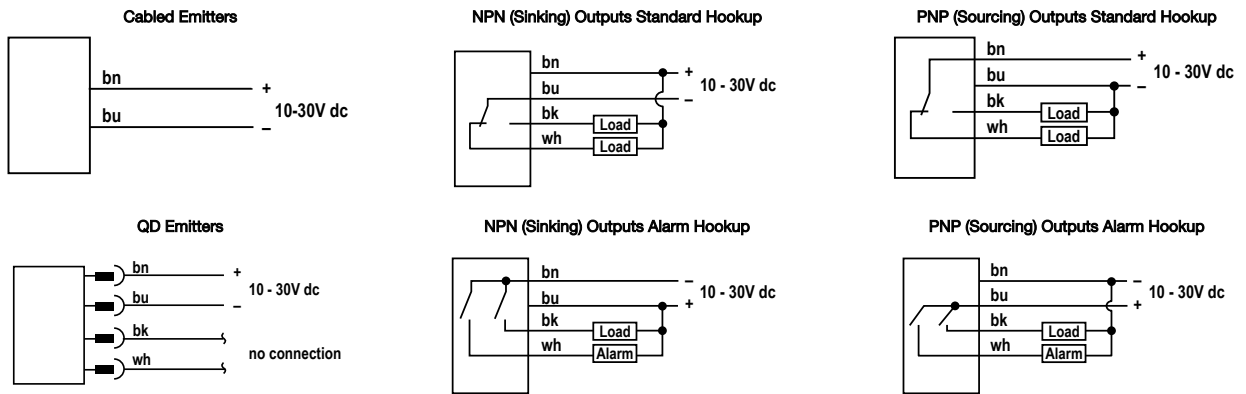 Cabled Emitters
bn
+
bu
10-30V dc
–
NPN (Sinking) Outputs Standard Hookup
bn
+
bu
10 - 30V dc
–
bk
Load
wh
Load
PNP (Sourcing) Outputs Standard Hookup
bn
+
bu
10 - 30V dc
–
bk
Load
wh
Load
QD Emitters
bn
+
10 - 30V dc
bu
–
bk
no connection
wh
NPN (Sinking) Outputs Alarm Hookup
bn
–
10 - 30V dc
bu
+
bk
Load
wh
Alarm
PNP (Sourcing) Outputs Alarm Hookup
bn
–
10 - 30V dc
bu
+
bk
Load
wh
Alarm